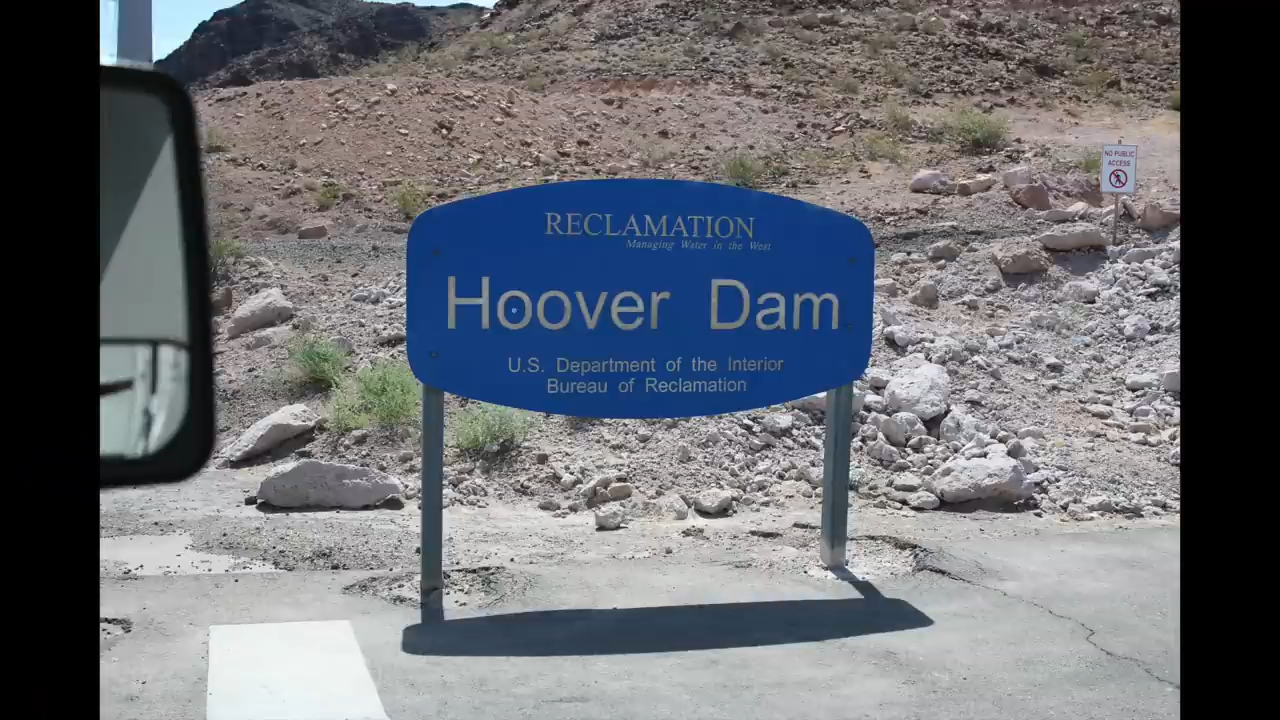 RECLAMATION
Managing Water in the West
Hoover Dam
U.S. Department of the Interior
Bureau of Reclamation
NO PUBLIC
ACCESS